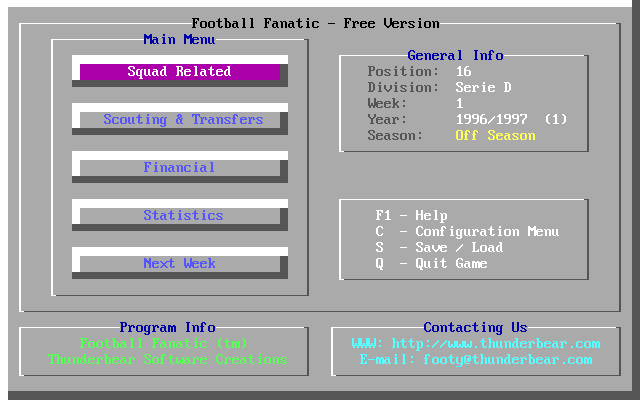 Football Fanatic - Free Version
Main Menu
Squad Related
Scouting & Transfers
Financial
Statistics
Next Week
General Info
Position: 16
Division: Serie D
Week: 1
Year: 1996/1997 (1)
Season: Off Season
F1 - Help
C - Configuration Menu
S - Save / Load
Q - Quit Game
Program Info
Football Fanatic (tm)
Thunderbear Software Creations
Contacting Us
WWW: http://www.thunderbear.com
E-mail: footy@thunderbear.com